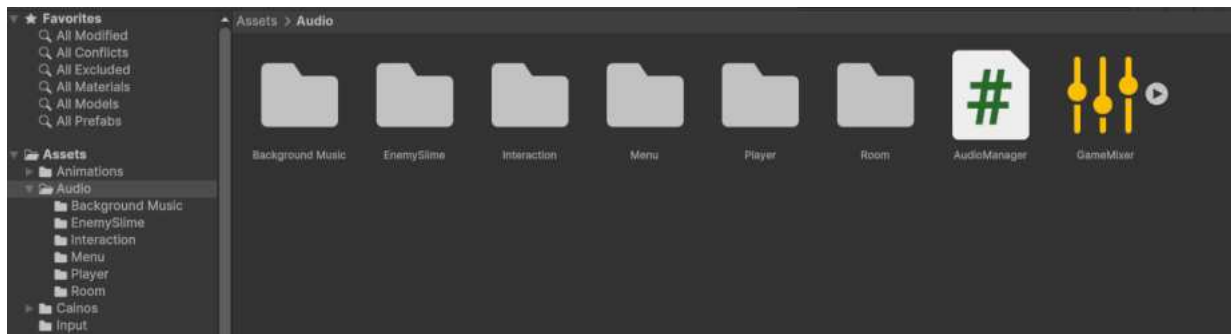 Favorites
All Modified
All Conflicts
All Excluded
All Materials
All Models
All Prefabs
Assets
Animations
Audio
Background Music
EnemySlime
Interaction
Menu
Player
Room
Cainos
Input
Assets > Audio
Background Music
EnemySlime
Interaction
Menu
Player
Room
AudioManager
GameMixer